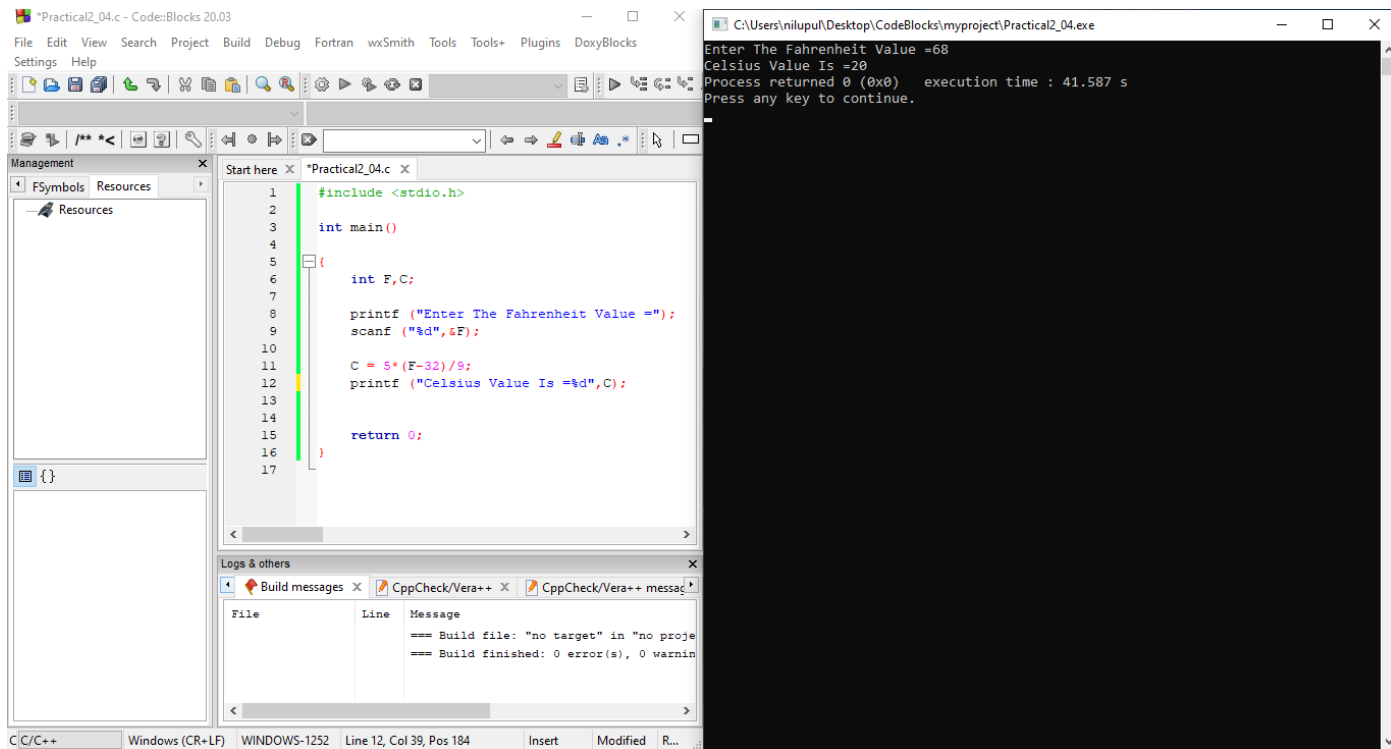 *Practical2_04.c - Code::Blocks 20.03
File Edit View Search Project Build Debug Fortran wxSmith Tools Tools+ Plugins DoxyBlocks
Settings Help
/** *<
Aa .*
Management
FSymbols Resources
Resources
{}
Start here *Practical2_04.c
1 #include <stdio.h>
2
3 int main()
4
5 {
6 int F,C;
7
8 printf ("Enter The Fahrenheit Value =");
9 scanf ("%d",&F);
10
11 C = 5*(F-32)/9;
12 printf ("Celsius Value Is =%d",C);
13
14
15 return 0;
16 }
17
Logs & others
Build messages CppCheck/Vera++ CppCheck/Vera++ messag
File Line Message
=== Build file: "no target" in "no proje
=== Build finished: 0 error(s), 0 warnin
C C/C++ Windows (CR+LF) WINDOWS-1252 Line 12, Col 39, Pos 184 Insert Modified R...
C:\Users\nilupul\Desktop\CodeBlocks\myproject\Practical2_04.exe
Enter The Fahrenheit Value =68
Celsius Value Is =20
Process returned 0 (0x0) execution time : 41.587 s
Press any key to continue.